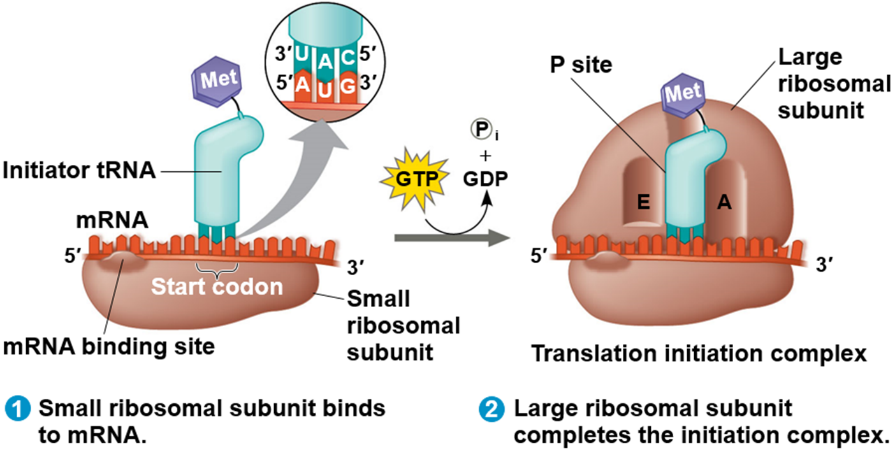 3′ U A C 5′
5′ A U G 3′
Met
Initiator tRNA
mRNA
5′
3′
Start codon
mRNA binding site
Small
ribosomal
subunit
GTP
P i
+
GDP
P site
Large
ribosomal
subunit
Met
E
A
5′
3′
Translation initiation complex
1 Small ribosomal subunit binds
to mRNA.
2 Large ribosomal subunit
completes the initiation complex.